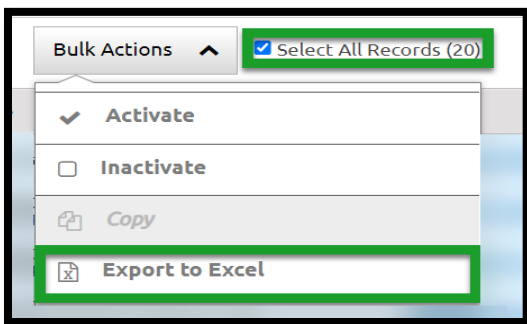 Bulk Actions
Select All Records (20)
Activate
Inactivate
Copy
Export to Excel